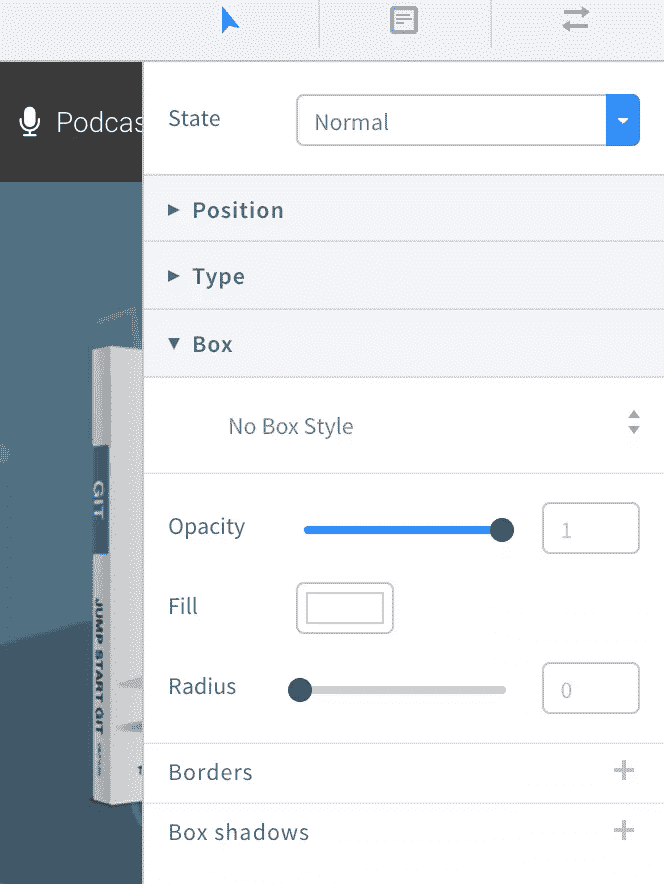 Podcas
State
Normal
Position
Type
Box
No Box Style
Opacity
1
Fill
Radius
0
Borders
Box shadows
GIT
JUMP START GIT